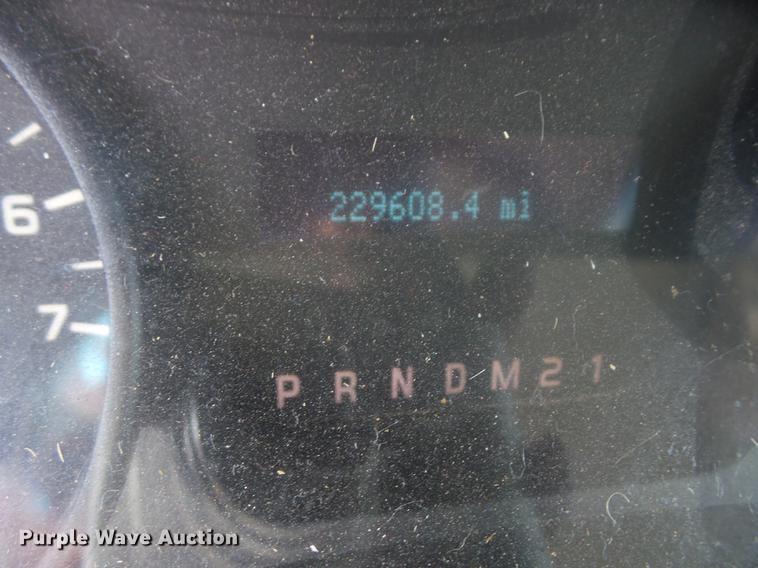 6
229608.4 mi
7
P R N D M 2 1
Purple Wave Auction